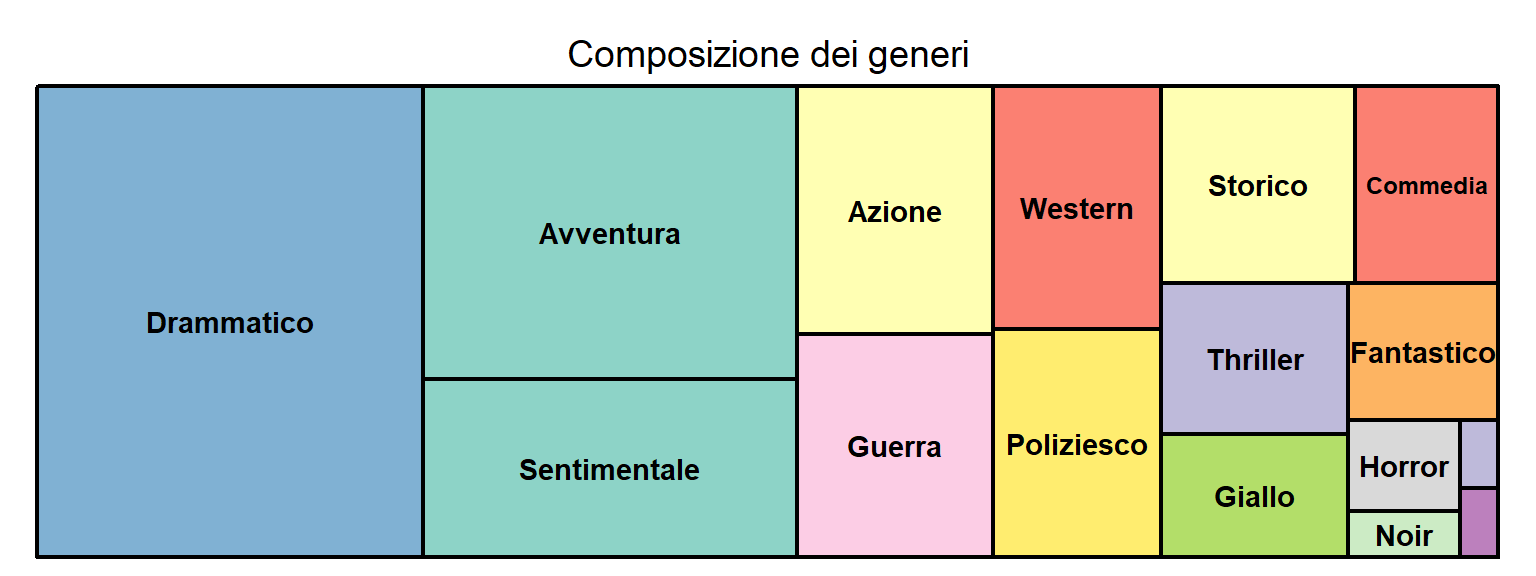 Composizione dei generi
Drammatico
Avventura
Sentimentale
Azione
Guerra
Western
Poliziesco
Storico
Commedia
Thriller
Fantastico
Giallo
Horror
Noir